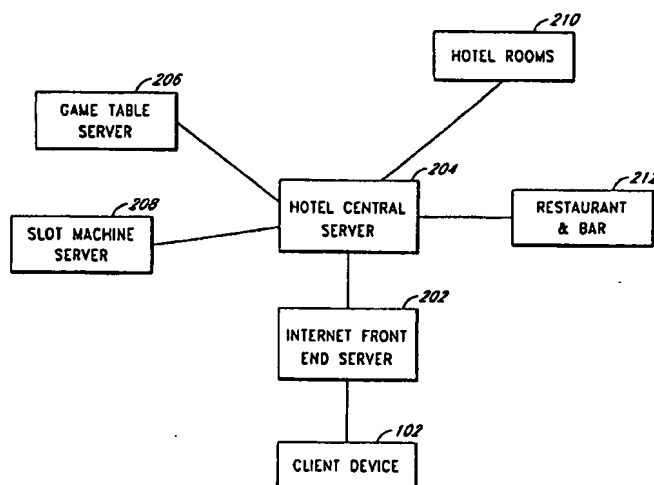 210
HOTEL ROOMS
206
GAME TABLE
SERVER
204
HOTEL CENTRAL
SERVER
212
RESTAURANT
& BAR
208
SLOT MACHINE
SERVER
202
INTERNET FRONT
END SERVER
102
CLIENT DEVICE